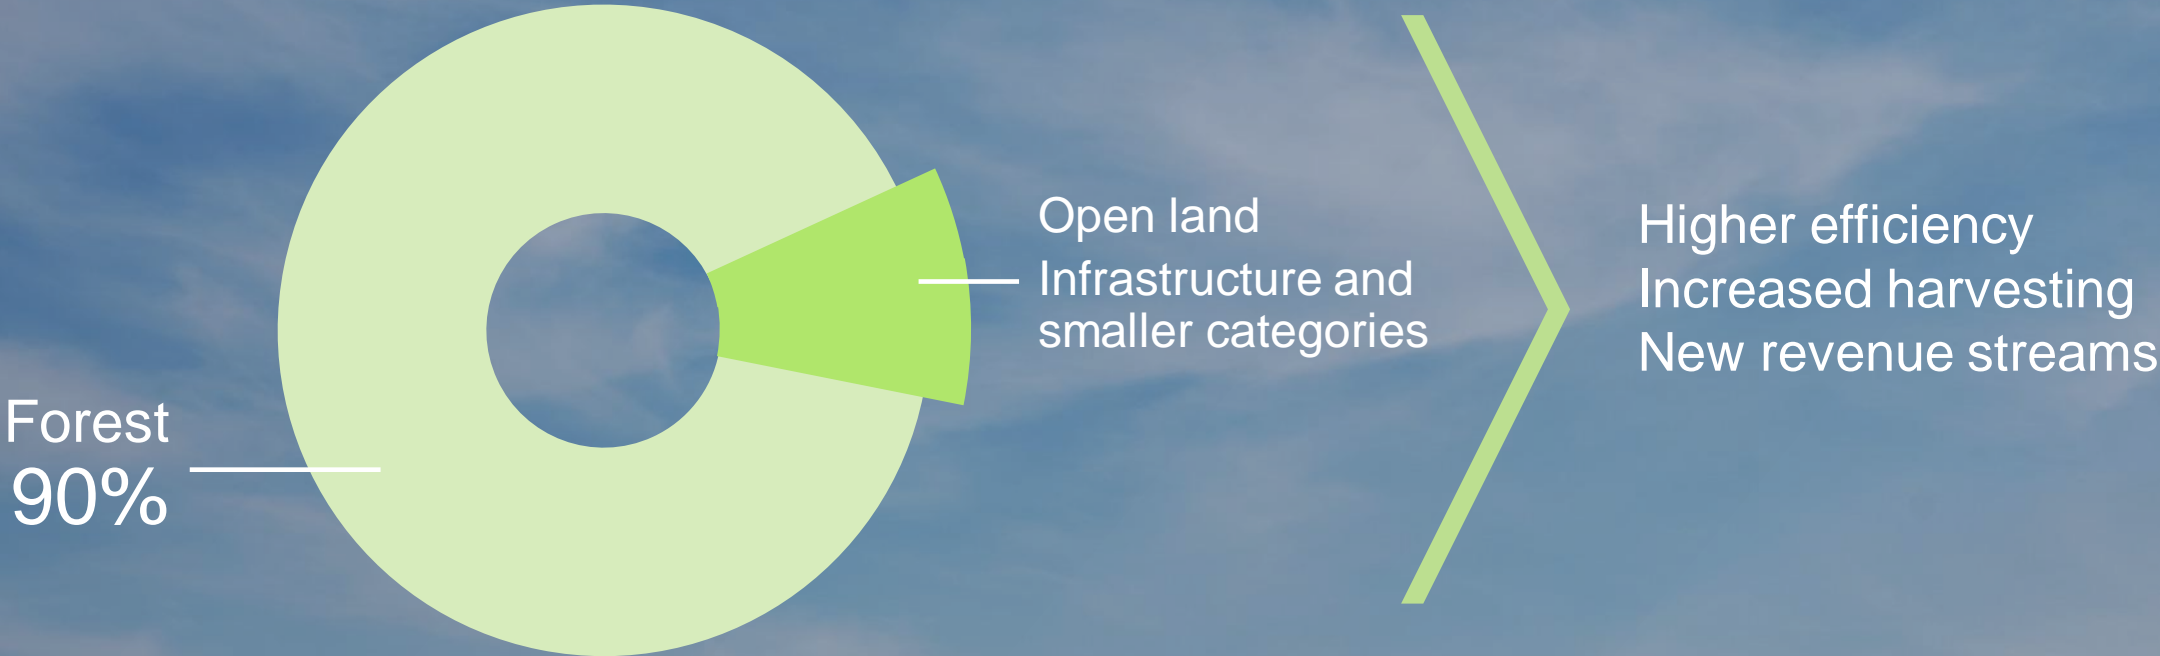 Forest
90%
Open land
Infrastructure and
smaller categories
Higher efficiency
Increased harvesting
New revenue streams